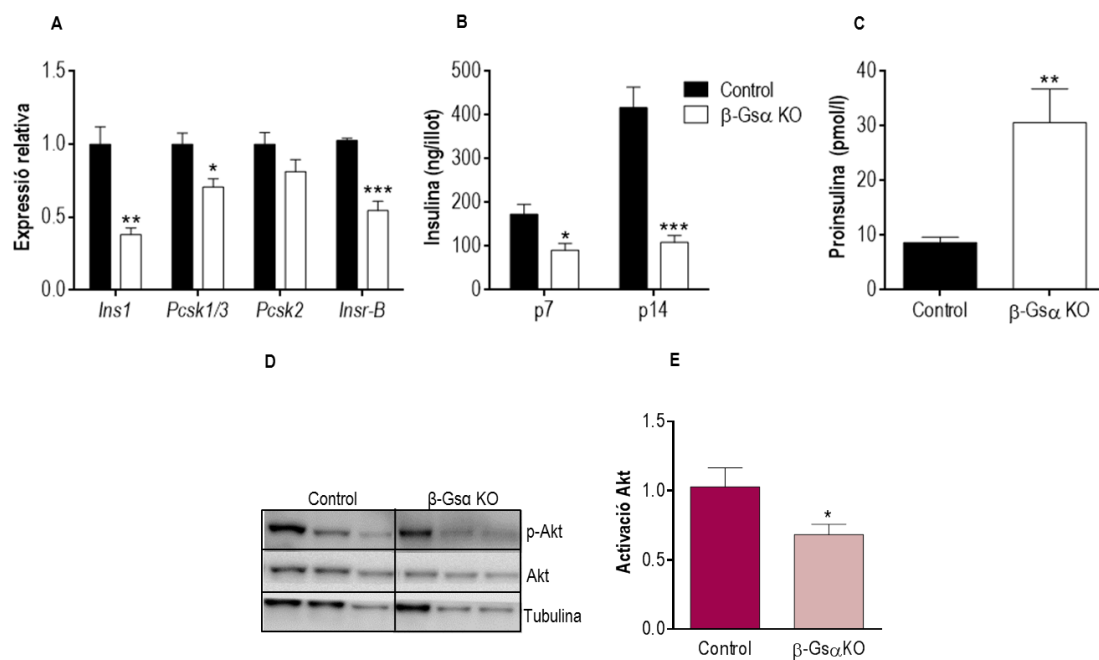 A
Expressió relativa
1.5
1.0
0.5
0.0
**
*
***
Ins1 Pcsk1/3 Pcsk2 Insr-B
B
Insulina (ng/illot)
500
400
300
200
100
0
*
***
p7 p14
Control
β-Gsα KO
C
Proinsulina (pmol/l)
40
30
20
10
0
**
Control β-Gsα KO
D
Control β-Gsα KO
p-Akt
Akt
Tubulina
E
Activació Akt
1.5
1.0
0.5
0.0
*
Control β-GsαKO